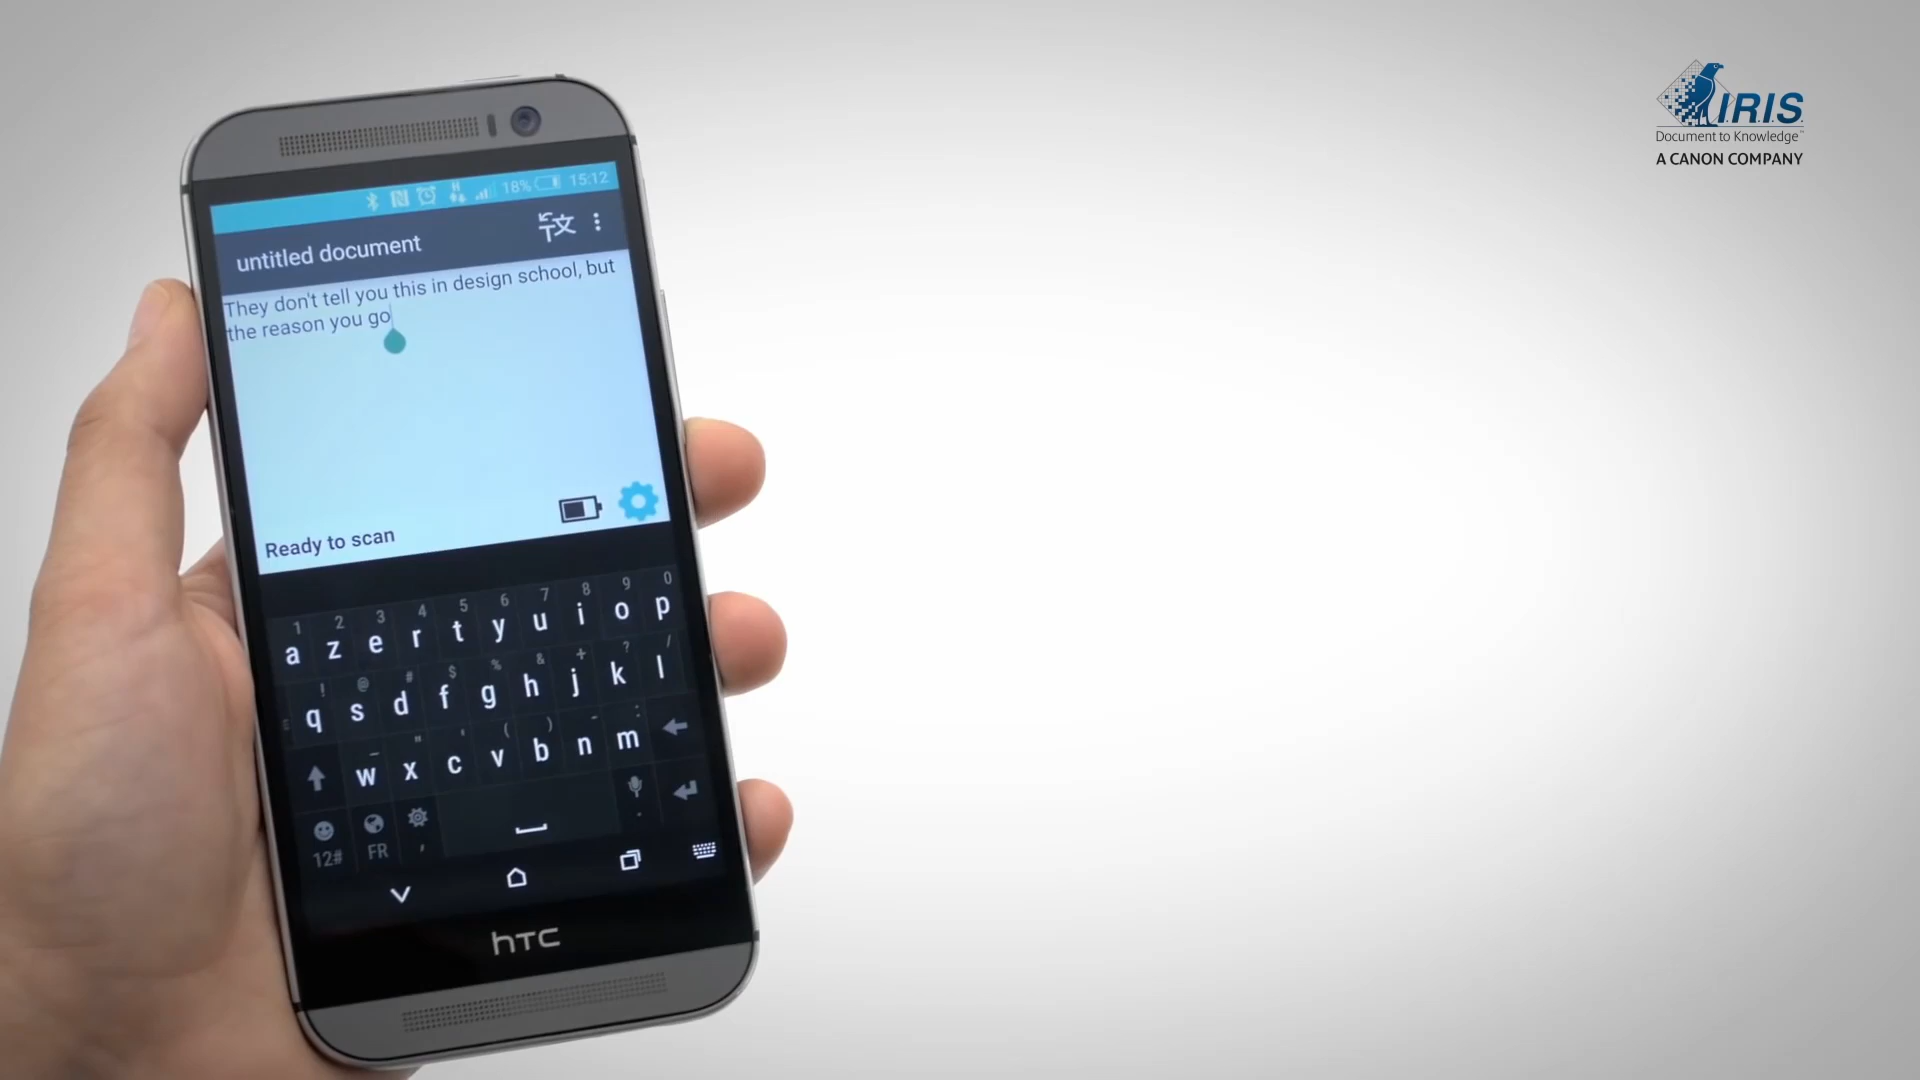 I.R.I.S.
Document to Knowledge
A CANON COMPANY
18% 15:12
untitled document
They don't tell you this in design school, but
the reason you go
Ready to scan
1 2 3 4 5 6 7 8 9 0
a z e r t y u i o p
! @ # $ % & + ? /
q s d f g h j k l
_ " ' ( ) - :
w x c v b n m
12# FR , .
hTC